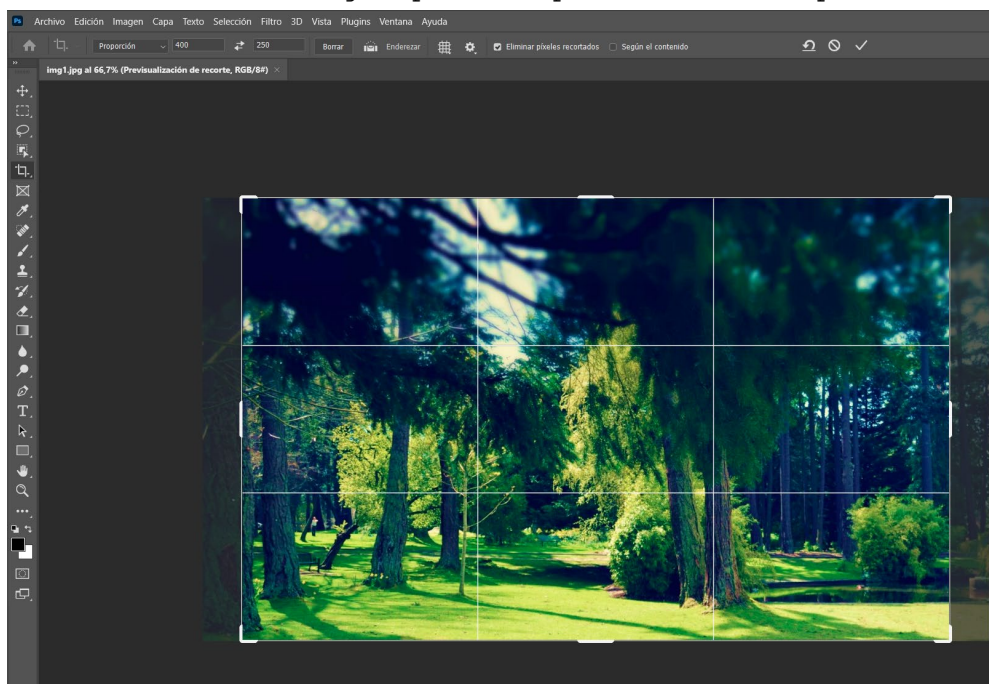 Ps Archivo Edición Imagen Capa Texto Selección Filtro 3D Vista Plugins Ventana Ayuda
Proporción 400 250 Borrar Enderezar Eliminar píxeles recortados Según el contenido
img1.jpg al 66,7% (Previsualización de recorte, RGB/8#) ×
T